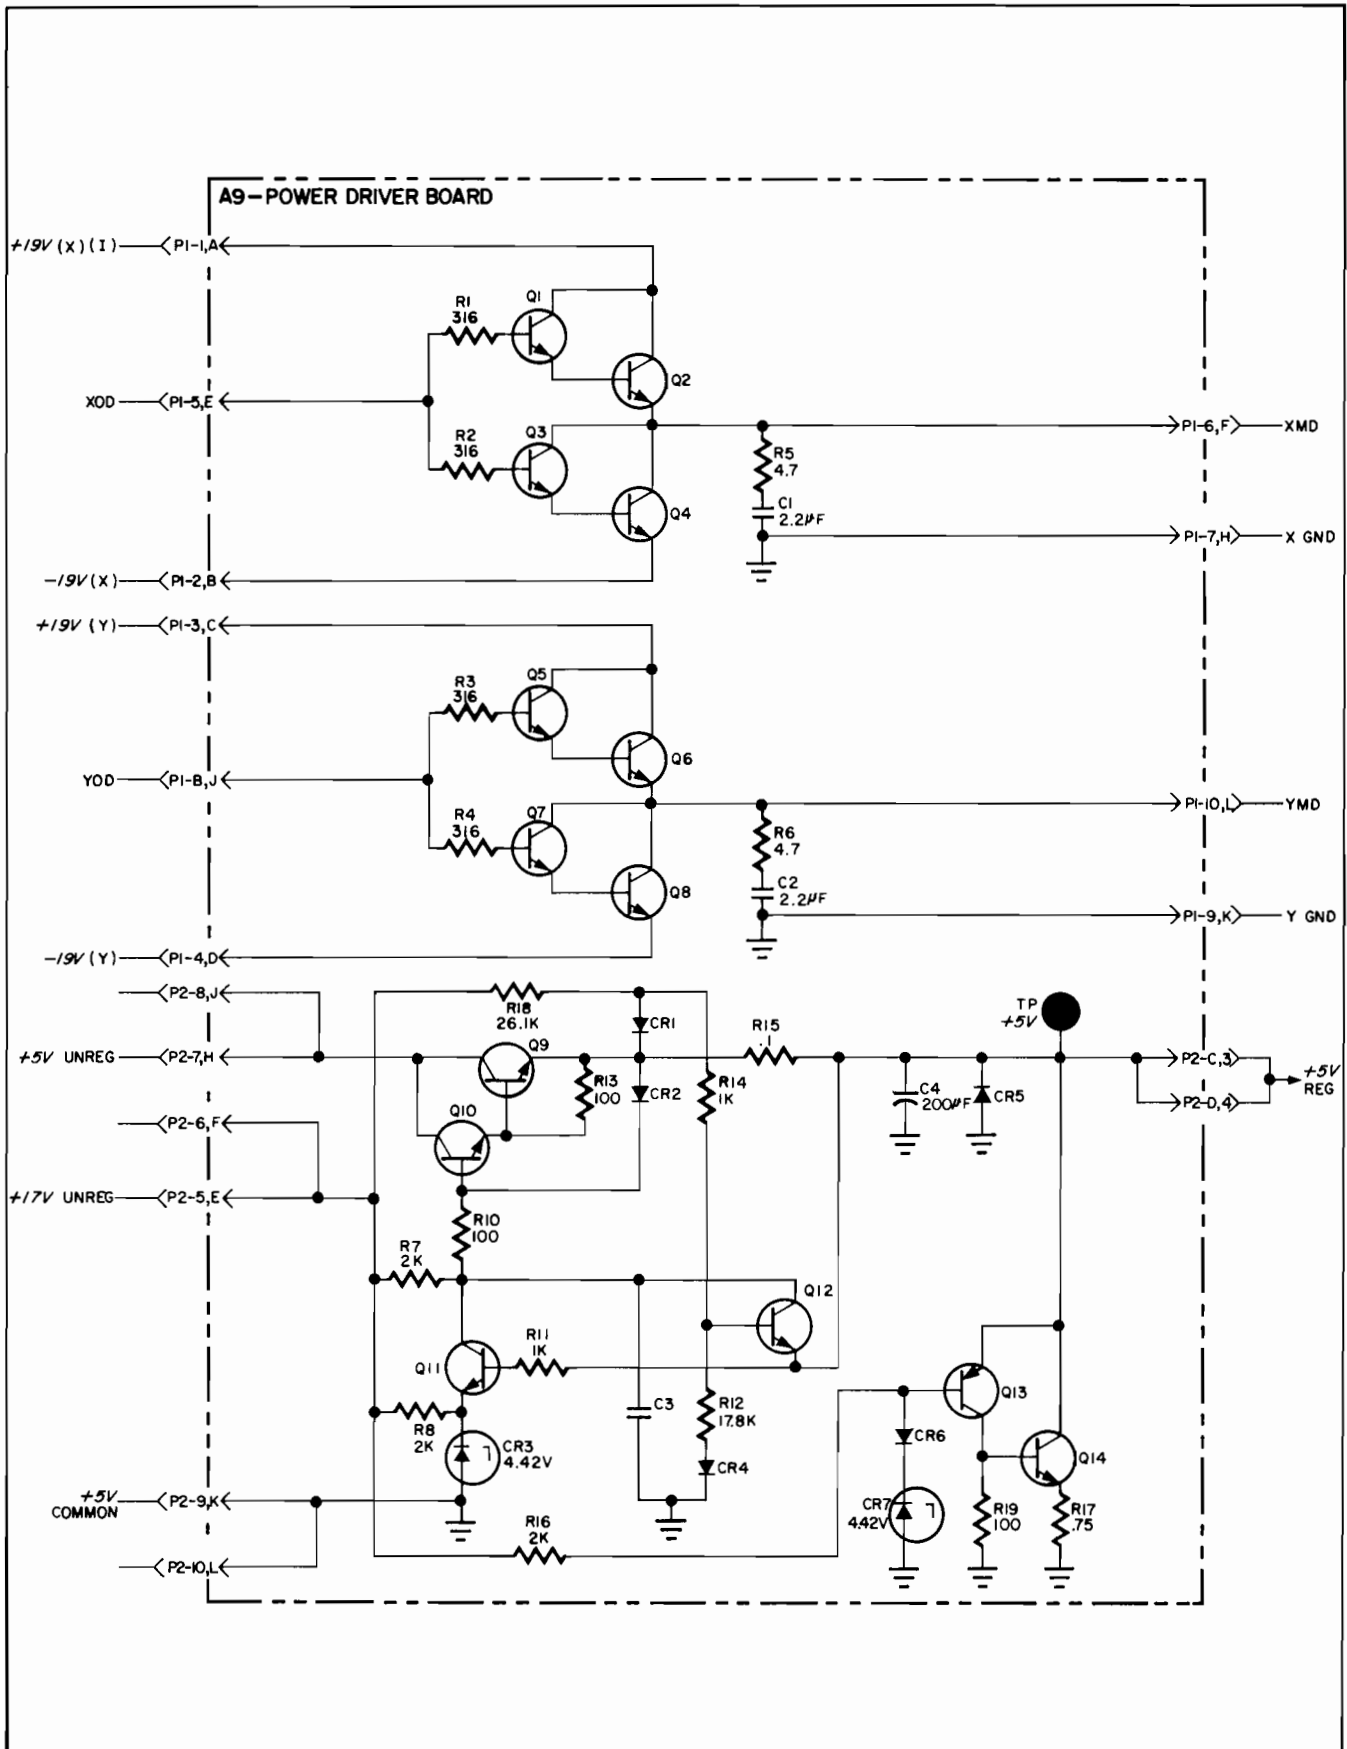 A9-POWER DRIVER BOARD
+19V (X)(I)
P1-1,A
Q1
R1
316
Q2
XOD
P1-5,E
R2
316
Q3
P1-6,F
XMD
R5
4.7
Q4
C1
2.2µF
P1-7,H
X GND
-19V(X)
P1-2,B
+19V (Y)
P1-3,C
Q5
R3
316
Q6
YOD
P1-8,J
R4
316
Q7
P1-10,L
YMD
R6
4.7
Q8
C2
2.2µF
P1-9,K
Y GND
-19V(Y)
P1-4,D
P2-8,J
R18
26.1K
CR1
TP
+5V
R15
.1
+5V UNREG
P2-7,H
Q9
P2-C,3
+5V
REG
R13
100
CR2
R14
1K
C4
200µF
CR5
P2-D,4
Q10
P2-6,F
+17V UNREG
P2-5,E
R10
100
R7
2K
Q12
R11
1K
Q11
Q13
C3
R12
17.8K
R8
2K
CR3
4.42V
CR6
Q14
CR4
+5V
COMMON
P2-9,K
CR7
4.42V
R19
100
R17
.75
R16
2K
P2-10,L